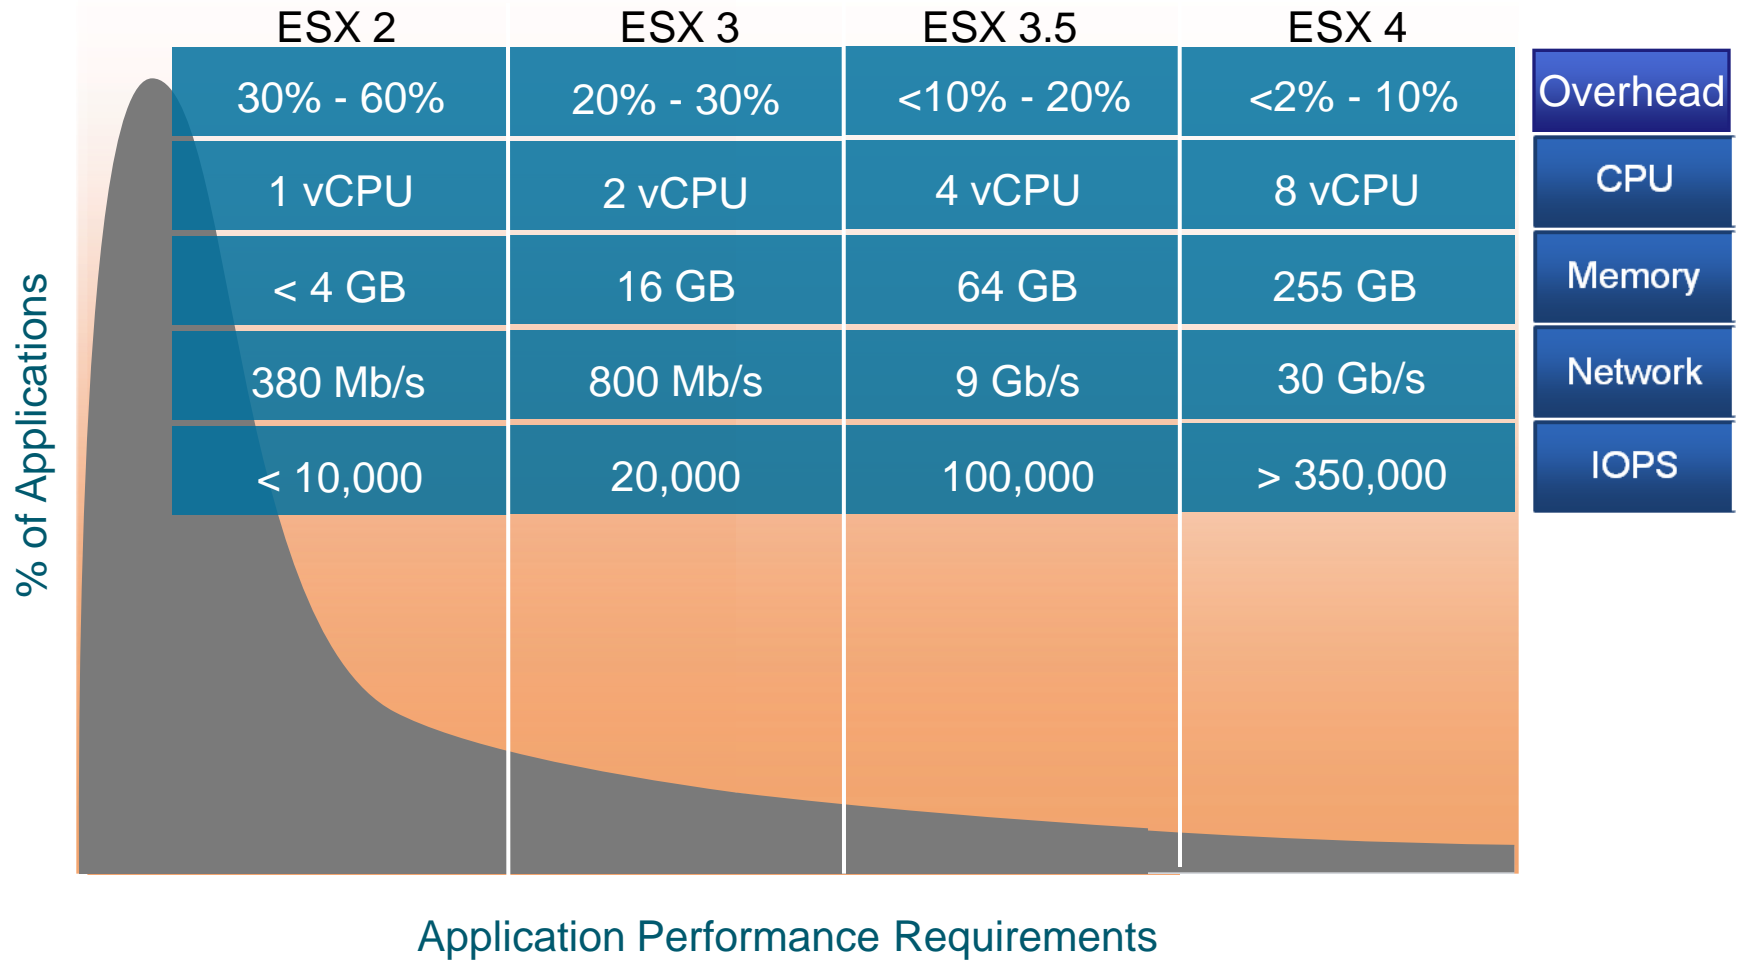 ESX 2 ESX 3 ESX 3.5 ESX 4
30% - 60% 20% - 30% <10% - 20% <2% - 10% Overhead
1 vCPU 2 vCPU 4 vCPU 8 vCPU CPU
< 4 GB 16 GB 64 GB 255 GB Memory
380 Mb/s 800 Mb/s 9 Gb/s 30 Gb/s Network
< 10,000 20,000 100,000 > 350,000 IOPS
% of Applications
Application Performance Requirements